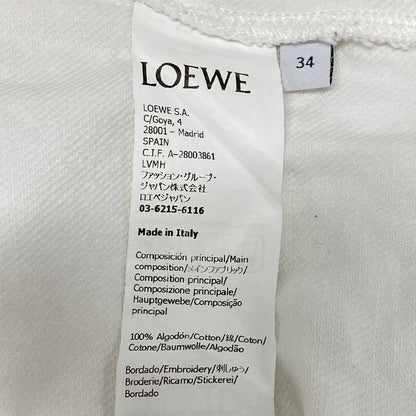 LOEWE
34
LOEWE S.A.
C/Goya, 4
28001 - Madrid
SPAIN
C.I.F. A-28003861
LVMH
ファッション・グループ・
ジャパン株式会社
ロエベジャパン
03-6215-6116
Made in Italy
Composición principal/Main
composition/メインファブリック/
Composition principal/
Composizione principale/
Hauptgewebe/Composição
principal
100% Algodón/Cotton/綿/Coton/
Cotone/Baumwolle/Algodão
Bordado/Embroidery/刺しゅう/
Broderie/Ricamo/Stickerei/
Bordado